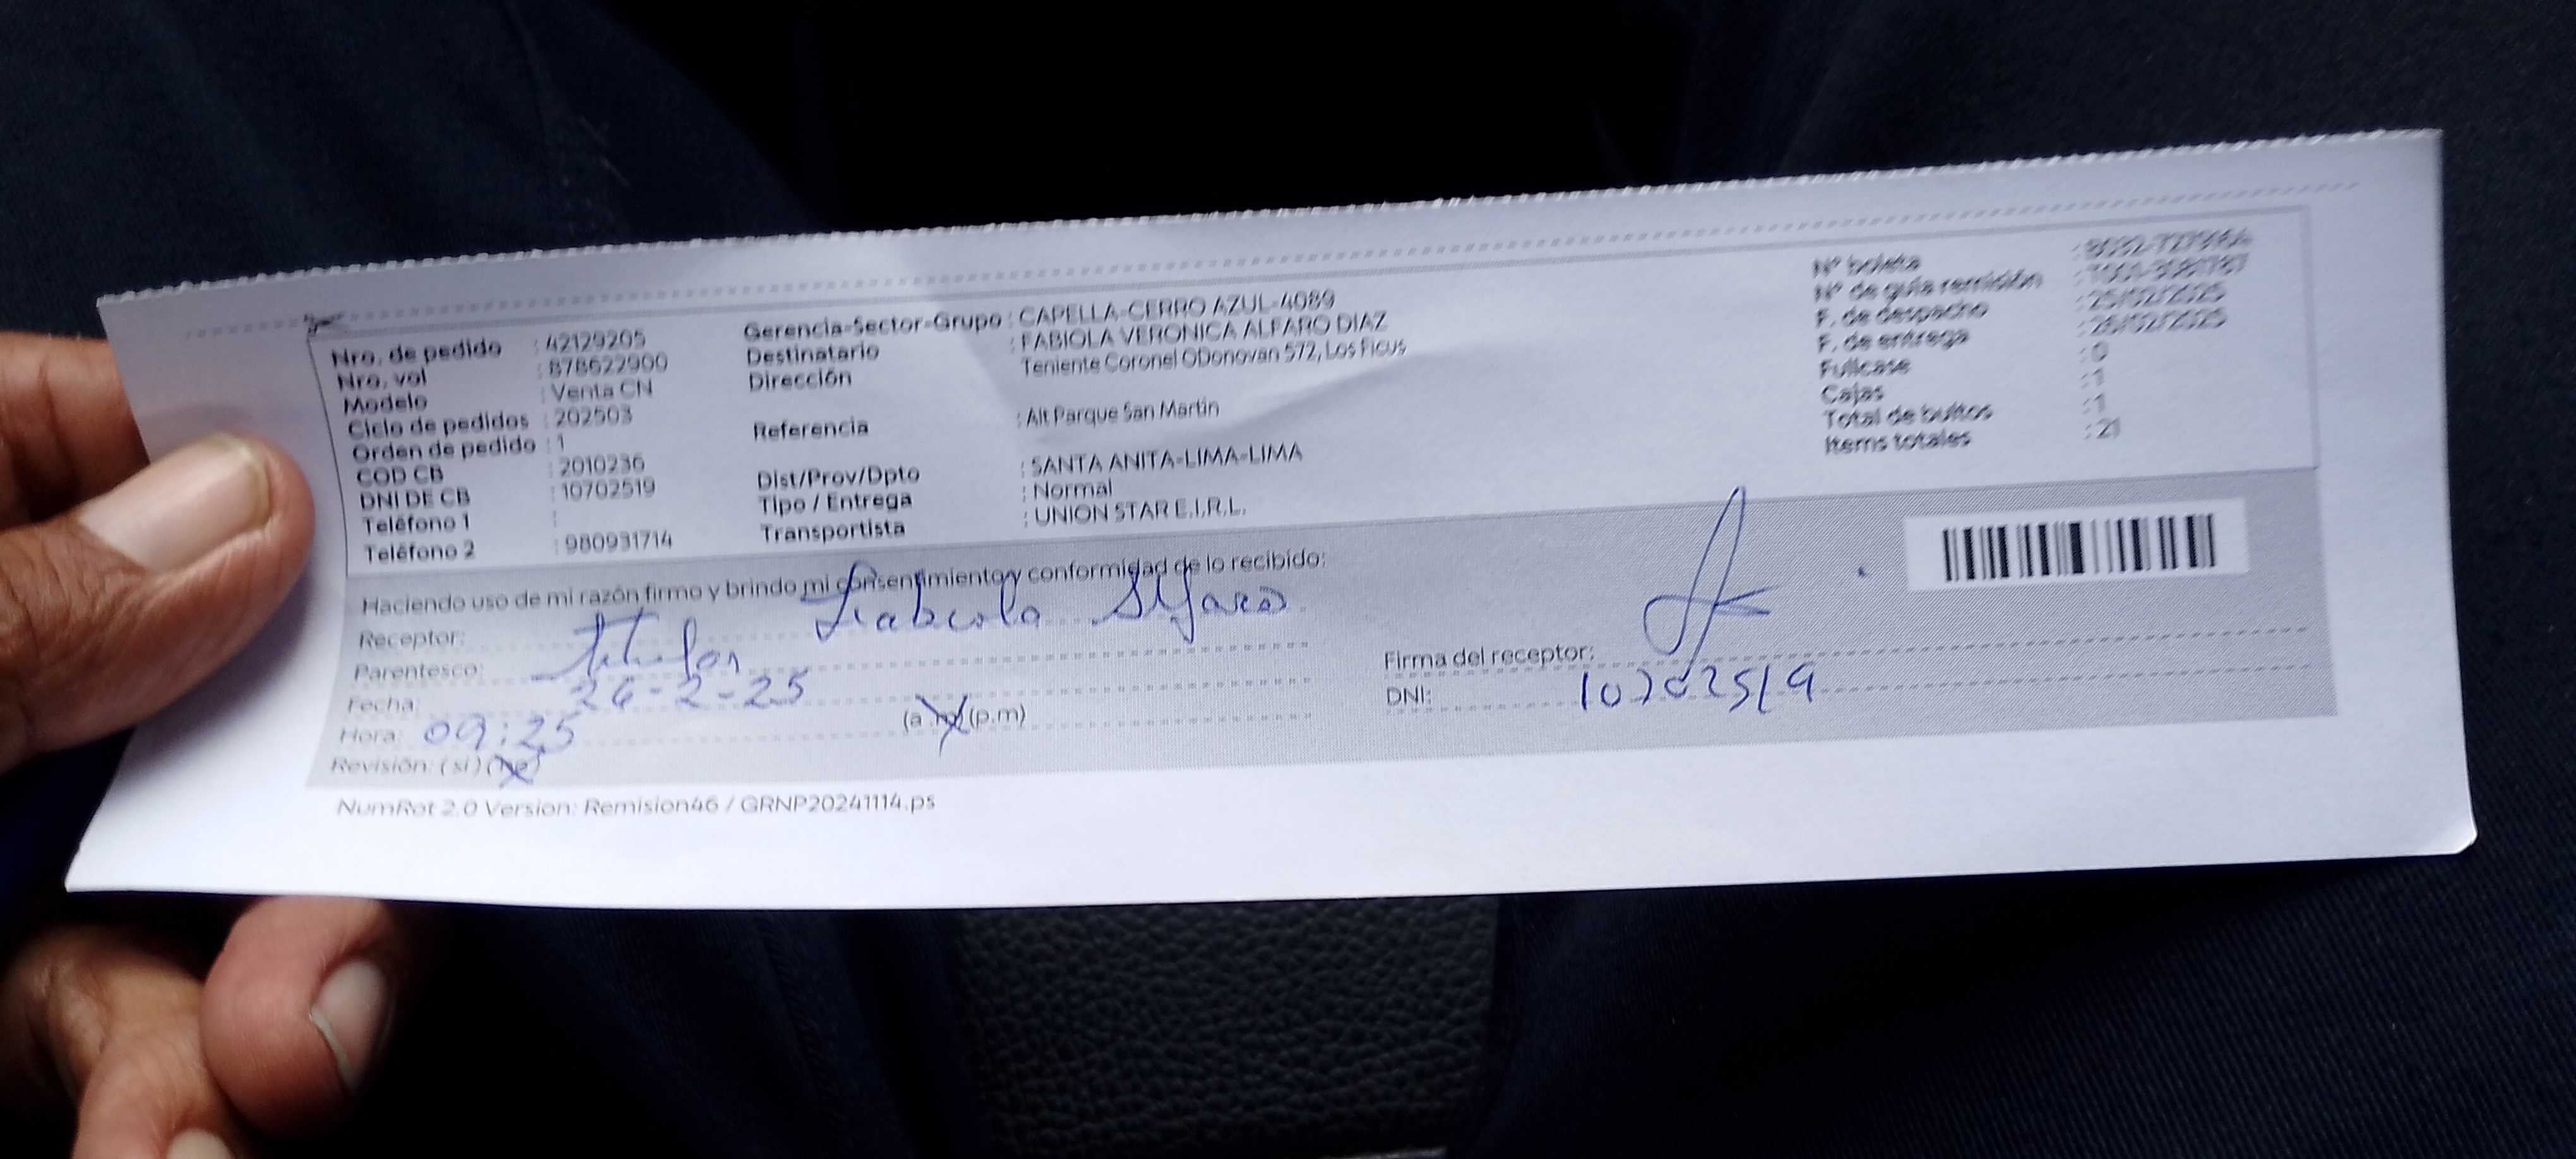 Nro. de pedido : 42129205
Nro. vol : 878622900
Modelo : Venta CN
Ciclo de pedidos : 202503
Orden de pedido : 1
COD CB : 2010236
DNI DE CB : 10702519
Teléfono 1 :
Teléfono 2 : 980931714
Gerencia-Sector-Grupo : CAPELLA-CERRO AZUL-4089
Destinatario : FABIOLA VERONICA ALFARO DIAZ
Dirección : Teniente Coronel ODonovan 572, Los Ficus
Referencia : Alt Parque San Martin
Dist/Prov/Dpto : SANTA ANITA-LIMA-LIMA
Tipo / Entrega : Normal
Transportista : UNION STAR E.I.R.L.
Nº boleta
Nº de guía remisión
F. de despacho : 25/02/2025
F. de entrega : 26/02/2025
Fullcase : 0
Cajas : 1
Total de bultos : 1
Items totales : 21
Haciendo uso de mi razón firmo y brindo mi consentimiento y conformidad de lo recibido:
Receptor: Fabiola Alfaro
Parentesco: titular
Fecha: 26-2-25
Hora: 09:25 (a.m) (p.m)
Revisión: (si) (no)
Firma del receptor:
DNI: 10702519
NumRot 2.0 Version: Remision46 / GRNP20241114.ps